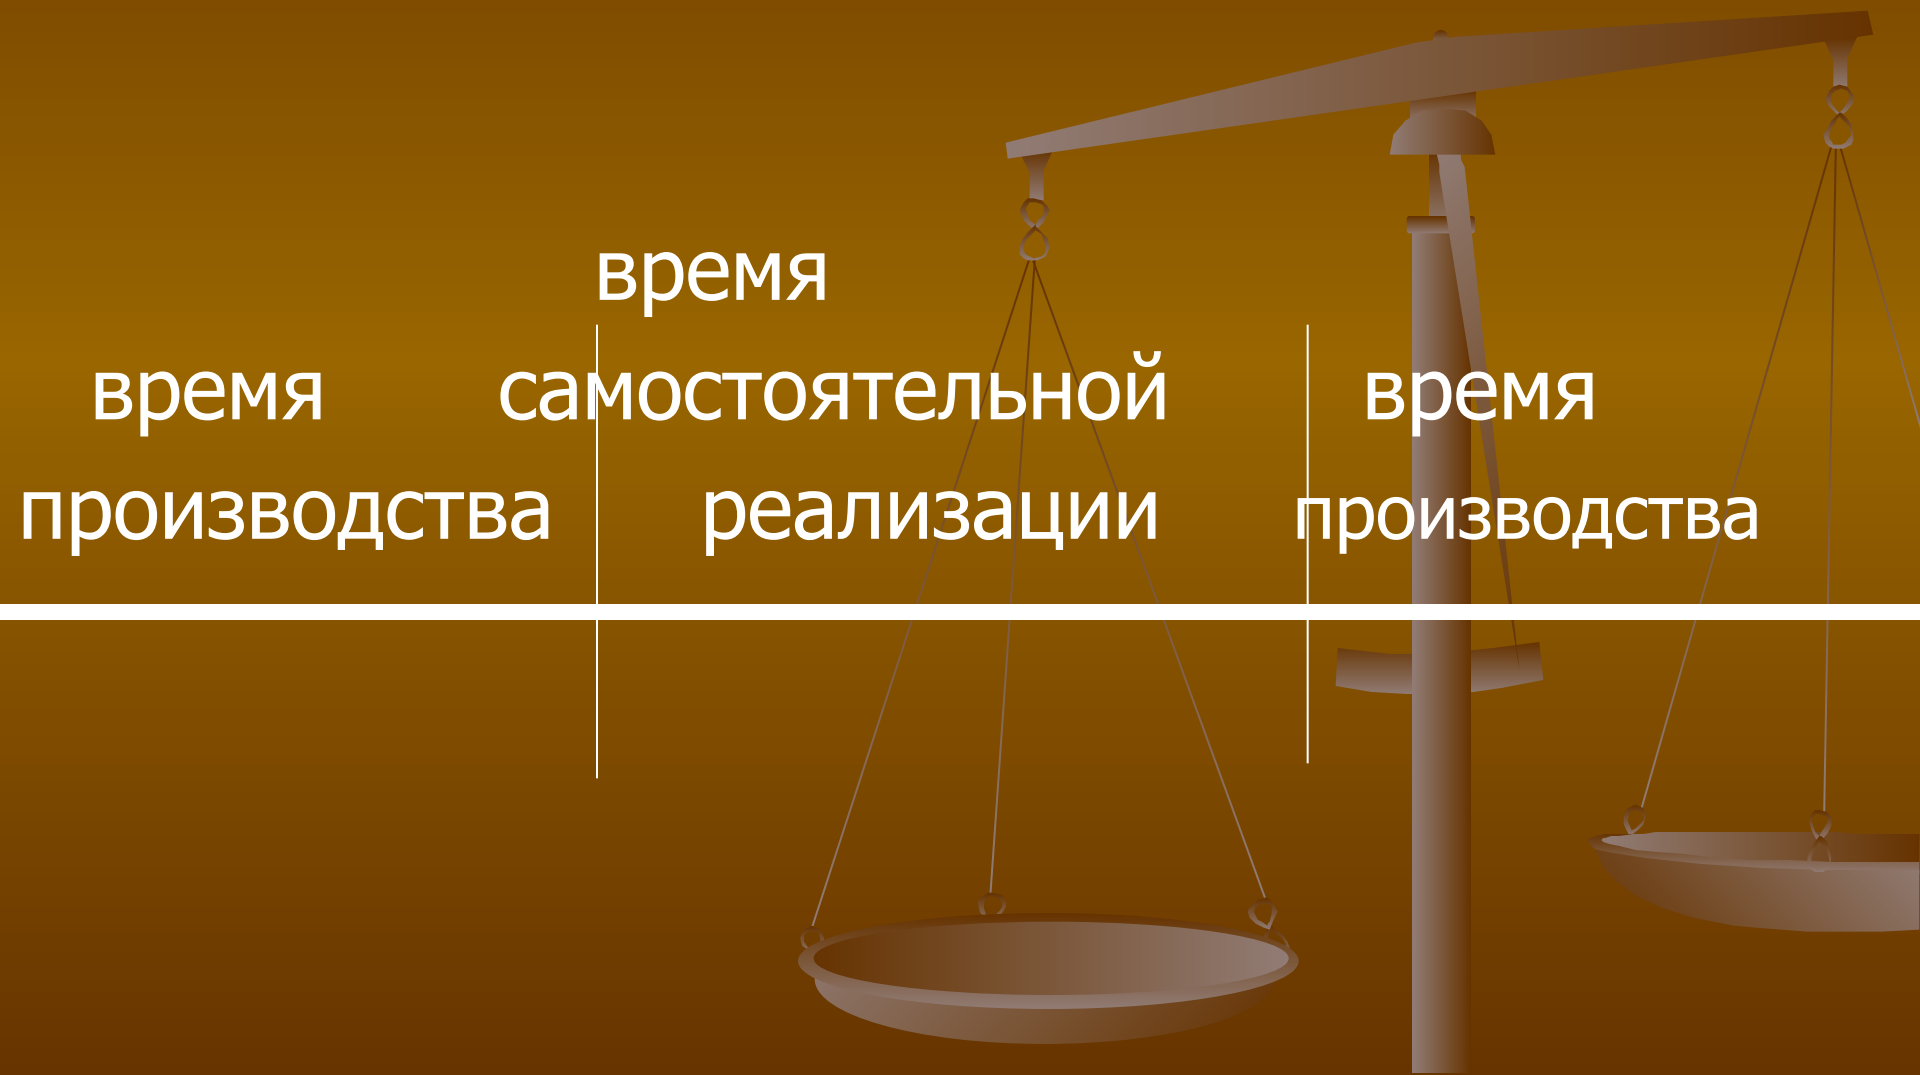 время
время самостоятельной время
производства реализации производства